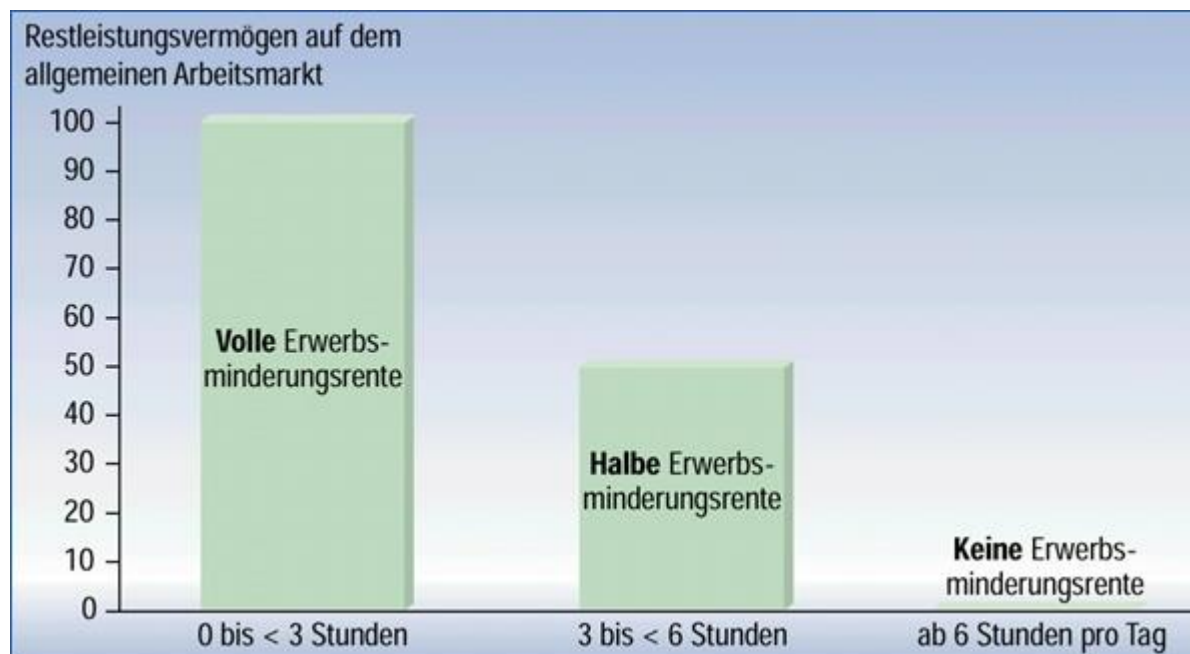 Restleistungsvermögen auf dem
allgemeinen Arbeitsmarkt
100
90
80
70
60
50
40
30
20
10
0
Volle Erwerbs-
minderungsrente
Halbe Erwerbs-
minderungsrente
Keine Erwerbs-
minderungsrente
0 bis < 3 Stunden
3 bis < 6 Stunden
ab 6 Stunden pro Tag